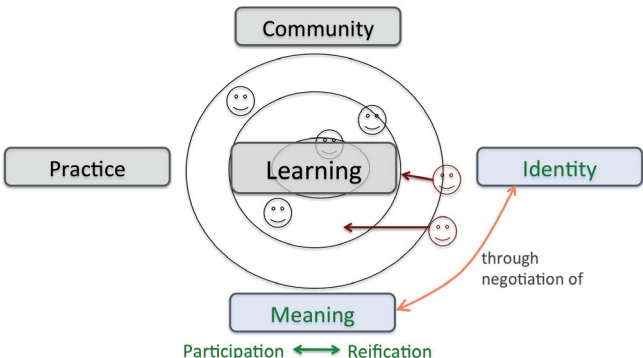 Community
Practice
Learning
Identity
through
negotiation of
Meaning
Participation
Reification